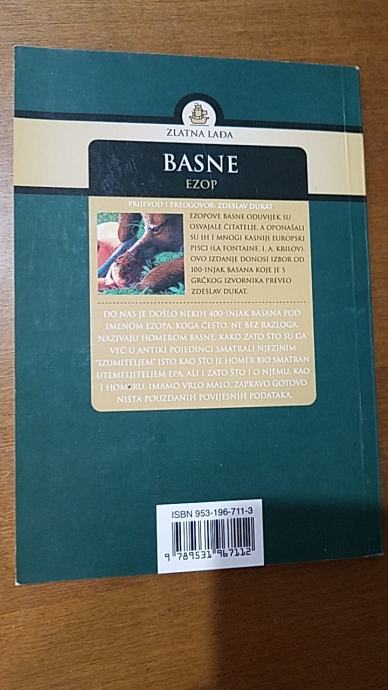 ZLATNA LAĐA
BASNE
EZOP
PRIJEVOD I PREDGOVOR: ZDESLAV DUKAT
EZOPOVE BASNE ODUVIJEK SU
OSVAJALE ČITATELJE, A OPONAŠALI
SU IH I MNOGI KASNIJI EUROPSKI
PISCI (LA FONTAINE, I. A. KRILOV).
OVO IZDANJE DONOSI IZBOR OD
100-INJAK BASANA KOJE JE S
GRČKOG IZVORNIKA PREVEO
ZDESLAV DUKAT.
DO NAS JE DOŠLO NEKIH 400-INJAK BASANA POD
IMENOM EZOPA, KOGA ČESTO, NE BEZ RAZLOGA,
NAZIVAJU HOMEROM BASNE, KAKO ZATO ŠTO SU GA
VEĆ U ANTIKI POJEDINCI SMATRALI NJEZINIM
"IZUMITELJEM" ISTO KAO ŠTO JE HOMER BIO SMATRAN
UTEMELJITELJEM EPA, ALI I ZATO ŠTO I O NJEMU, KAO
I HOMERU, IMAMO VRLO MALO, ZAPRAVO GOTOVO
NIŠTA POUZDANIH POVIJESNIH PODATAKA.
ISBN 953-196-711-3
9 789531 967112